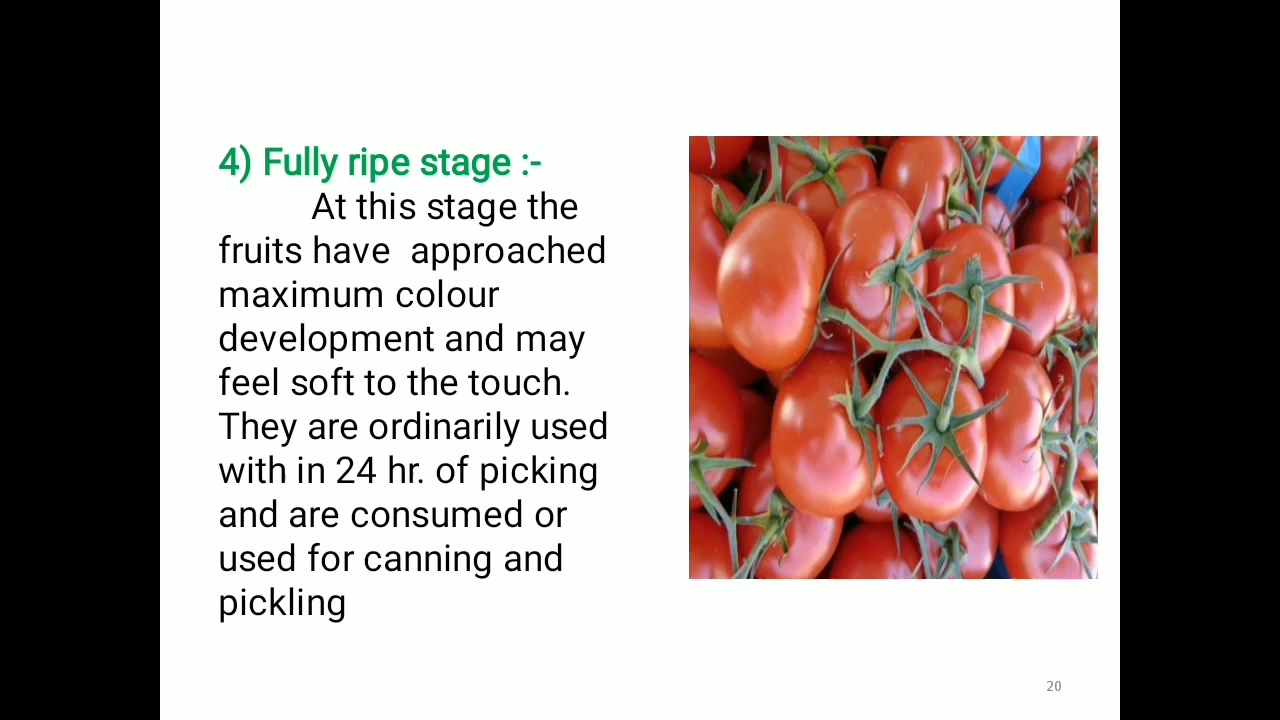 4) Fully ripe stage :-
At this stage the
fruits have  approached
maximum colour
development and may
feel soft to the touch.
They are ordinarily used
with in 24 hr. of picking
and are consumed or
used for canning and
pickling
20